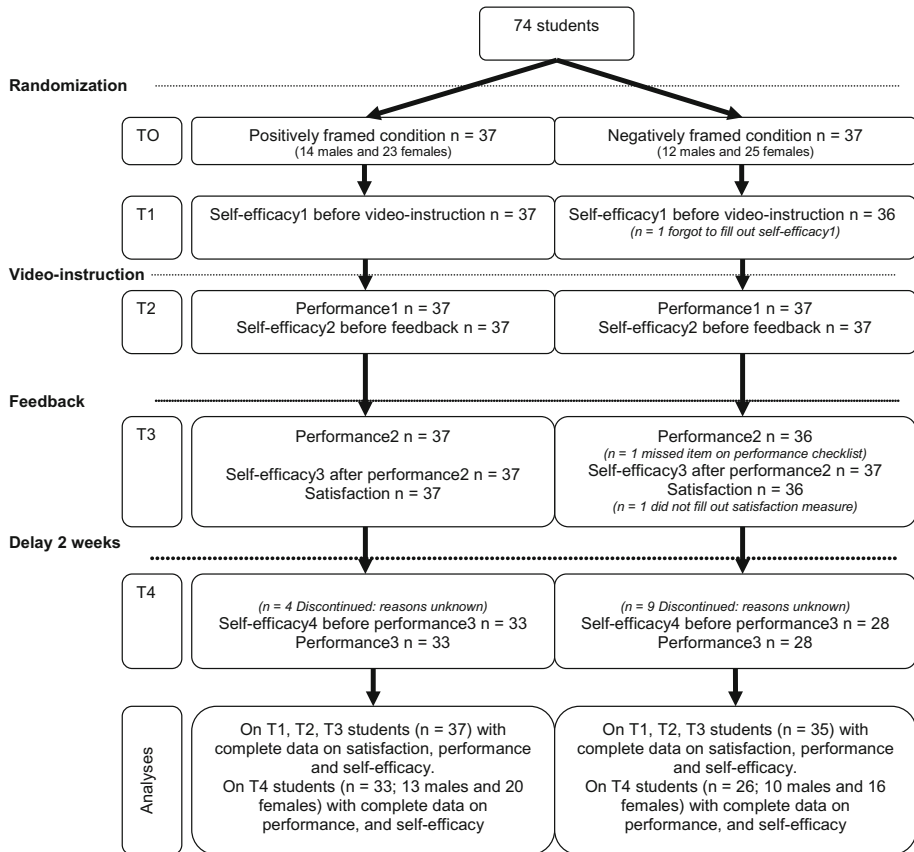 74 students
Randomization
TO
Positively framed condition n = 37
(14 males and 23 females)
Negatively framed condition n = 37
(12 males and 25 females)
T1
Self-efficacy1 before video-instruction n = 37
Self-efficacy1 before video-instruction n = 36
(n = 1 forgot to fill out self-efficacy1)
Video-instruction
T2
Performance1 n = 37
Self-efficacy2 before feedback n = 37
Performance1 n = 37
Self-efficacy2 before feedback n = 37
Feedback
T3
Performance2 n = 37
Self-efficacy3 after performance2 n = 37
Satisfaction n = 37
Performance2 n = 36
(n = 1 missed item on performance checklist)
Self-efficacy3 after performance2 n = 37
Satisfaction n = 36
(n = 1 did not fill out satisfaction measure)
Delay 2 weeks
T4
(n = 4 Discontinued: reasons unknown)
Self-efficacy4 before performance3 n = 33
Performance3 n = 33
(n = 9 Discontinued: reasons unknown)
Self-efficacy4 before performance3 n = 28
Performance3 n = 28
Analyses
On T1, T2, T3 students (n = 37) with
complete data on satisfaction, performance
and self-efficacy.
On T4 students (n = 33; 13 males and 20
females) with complete data on
performance, and self-efficacy
On T1, T2, T3 students (n = 35) with
complete data on satisfaction, performance
and self-efficacy.
On T4 students (n = 26; 10 males and 16
females) with complete data on
performance, and self-efficacy